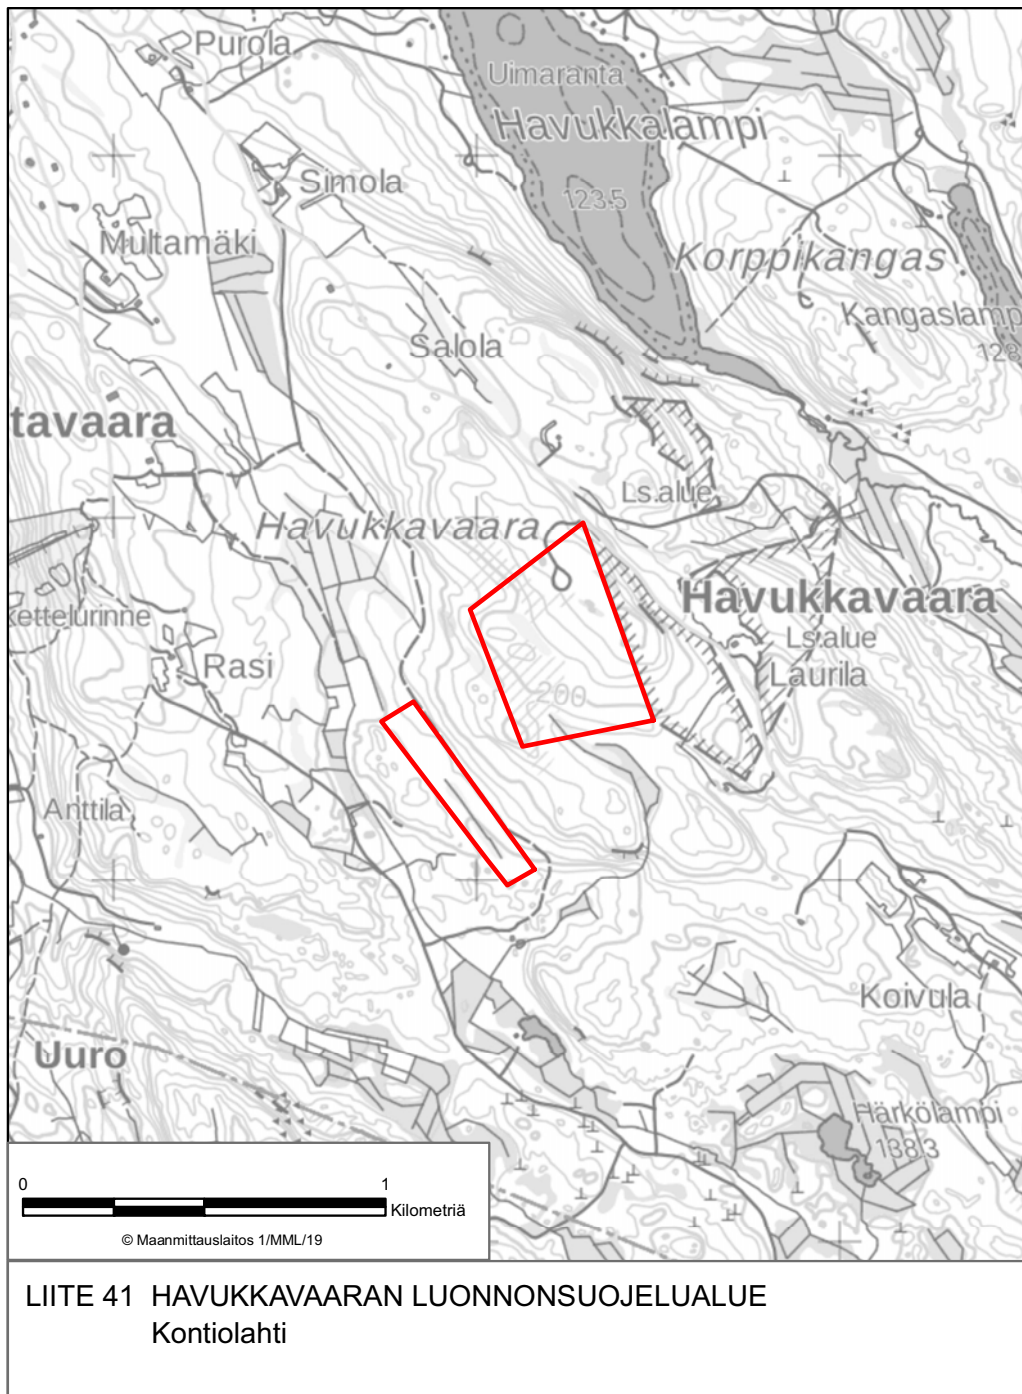 Purola
Uimaranta
Havukkalampi
Simola
123.5
Multamäki
Korppikangas
Kangaslamp
128
Salola
tavaara
Ls.alue
Havukkavaara
Havukkavaara
kettelurinne
Ls.alue
Rasi
Laurila
200
Anttila
Koivula
Uuro
Härkölampi
138.3
0 1
Kilometriä
© Maanmittauslaitos 1/MML/19
LIITE 41 HAVUKKAVAARAN LUONNONSUOJELUALUE
Kontiolahti